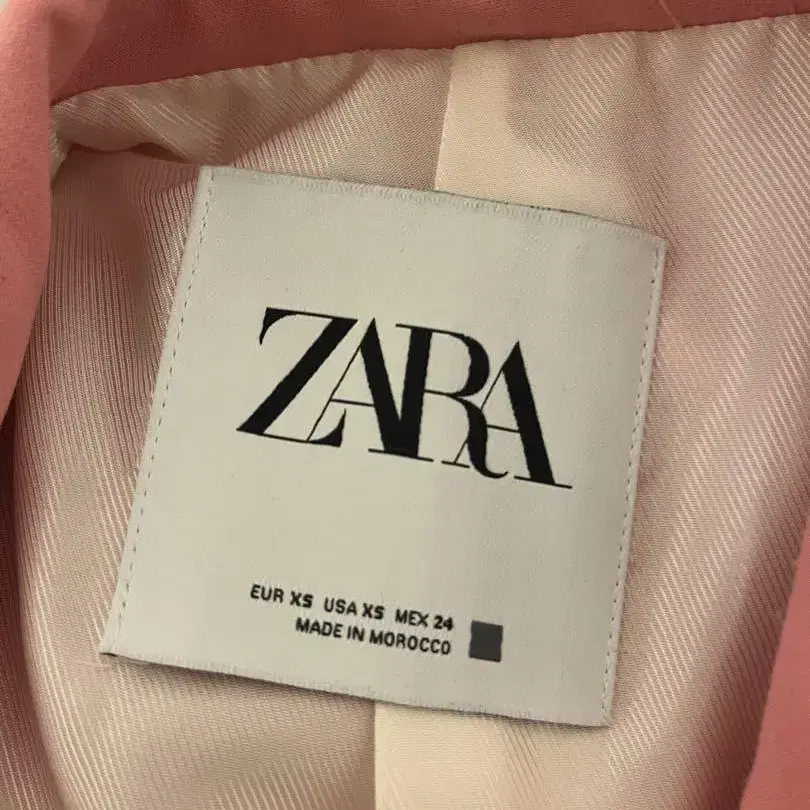 ZARA
EUR XS USA XS MEX 24
MADE IN MOROCCO